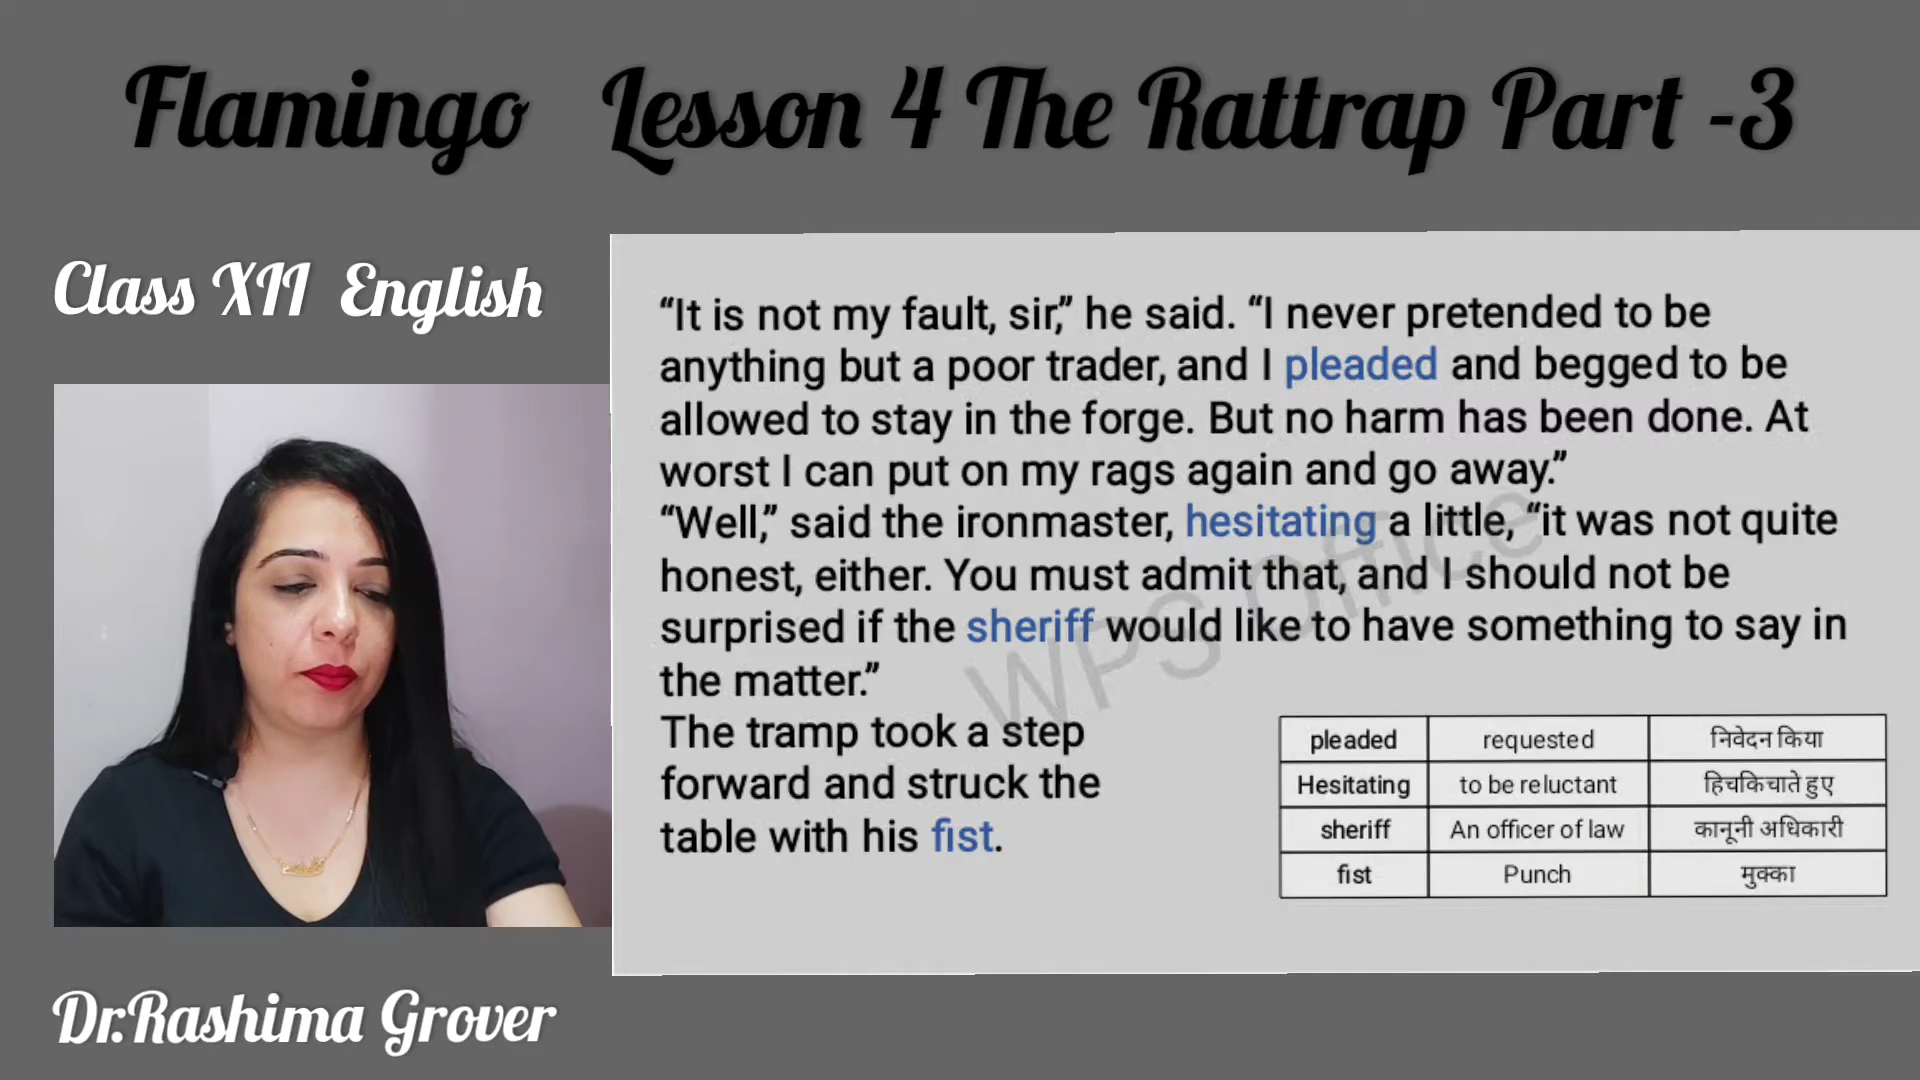 Flamingo Lesson 4 The Rattrap Part -3
Class XII English
“It is not my fault, sir,” he said. “I never pretended to be
anything but a poor trader, and I pleaded and begged to be
allowed to stay in the forge. But no harm has been done. At
worst I can put on my rags again and go away.”
“Well,” said the ironmaster, hesitating a little, “it was not quite
honest, either. You must admit that, and I should not be
surprised if the sheriff would like to have something to say in
the matter.”
The tramp took a step
forward and struck the
table with his fist.
WPS Office
pleaded requested निवेदन किया
Hesitating to be reluctant हिचकिचाते हुए
sheriff An officer of law कानूनी अधिकारी
fist Punch मुक्का
Dr.Rashima Grover